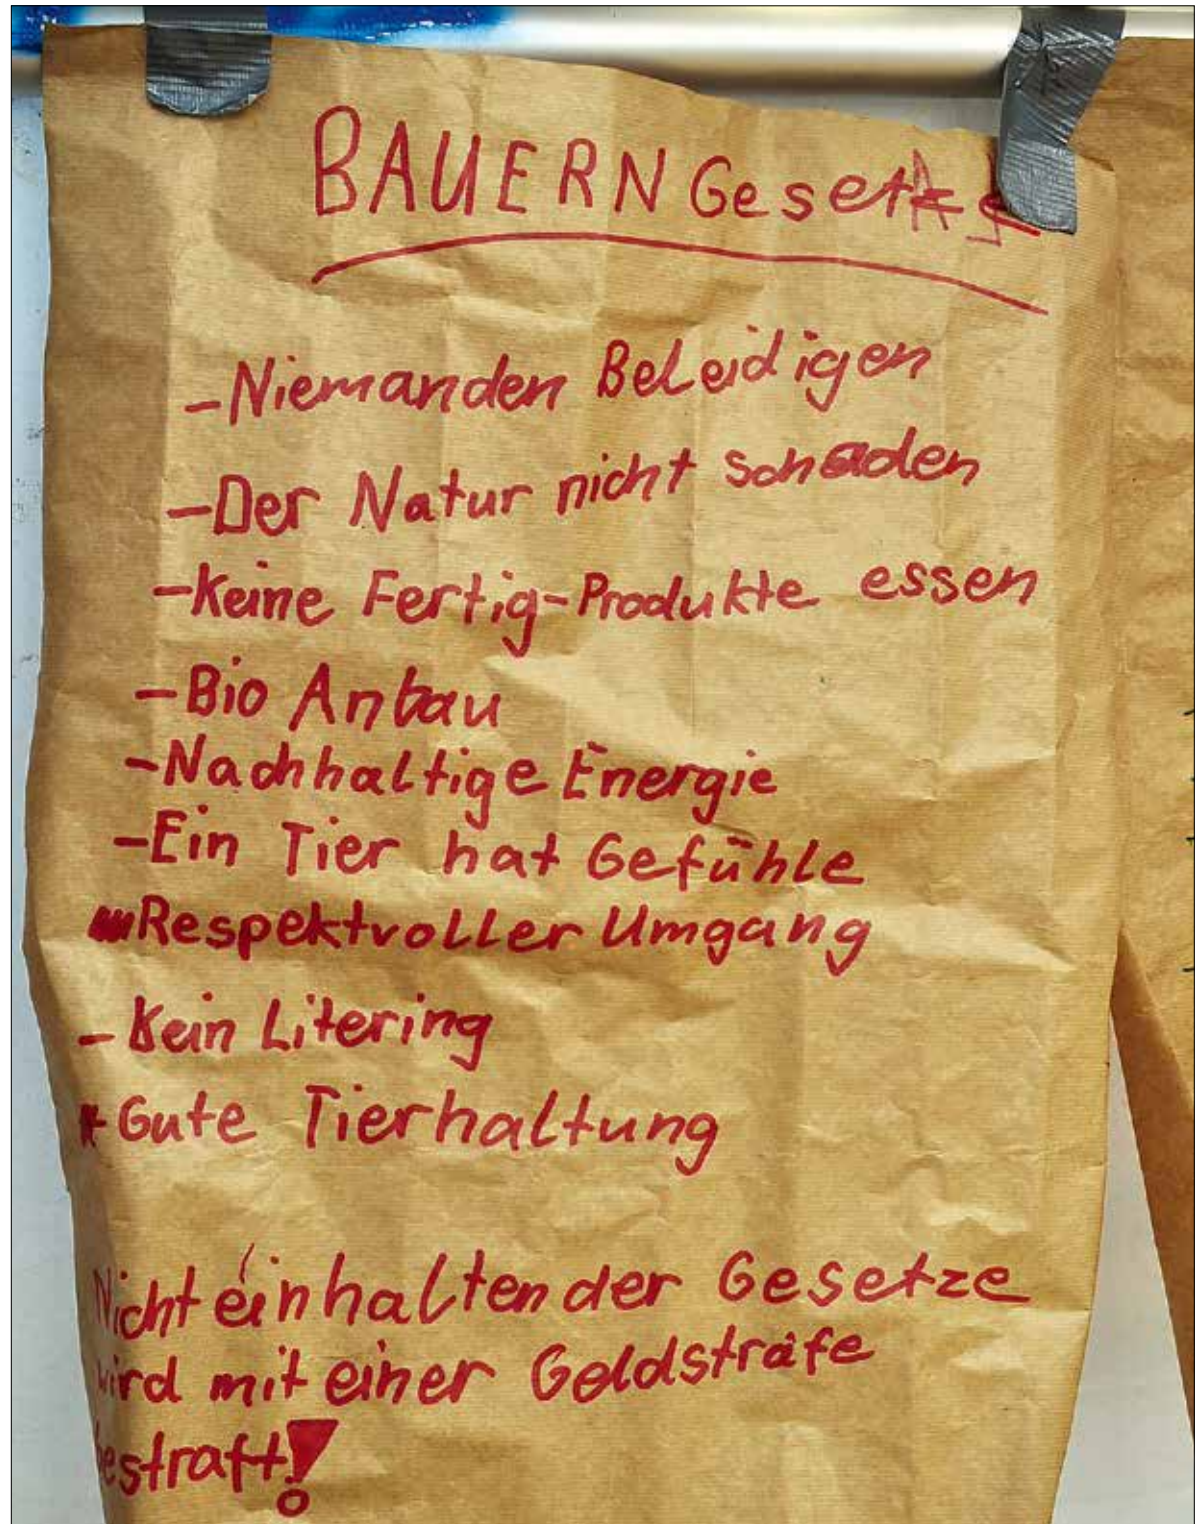 BAUERN Gesetze
-Niemanden BeLeidigen
-Der Natur nicht schaden
-Keine Fertig-Produkte essen
-Bio Anbau
-Nachhaltige Energie
-Ein Tier hat Gefühle
-RespektvoLLer Umgang
-Kein Litering
-Gute Tierhaltung
Nicht einhalten der Gesetze
wird mit einer Geldstrafe
bestraft!